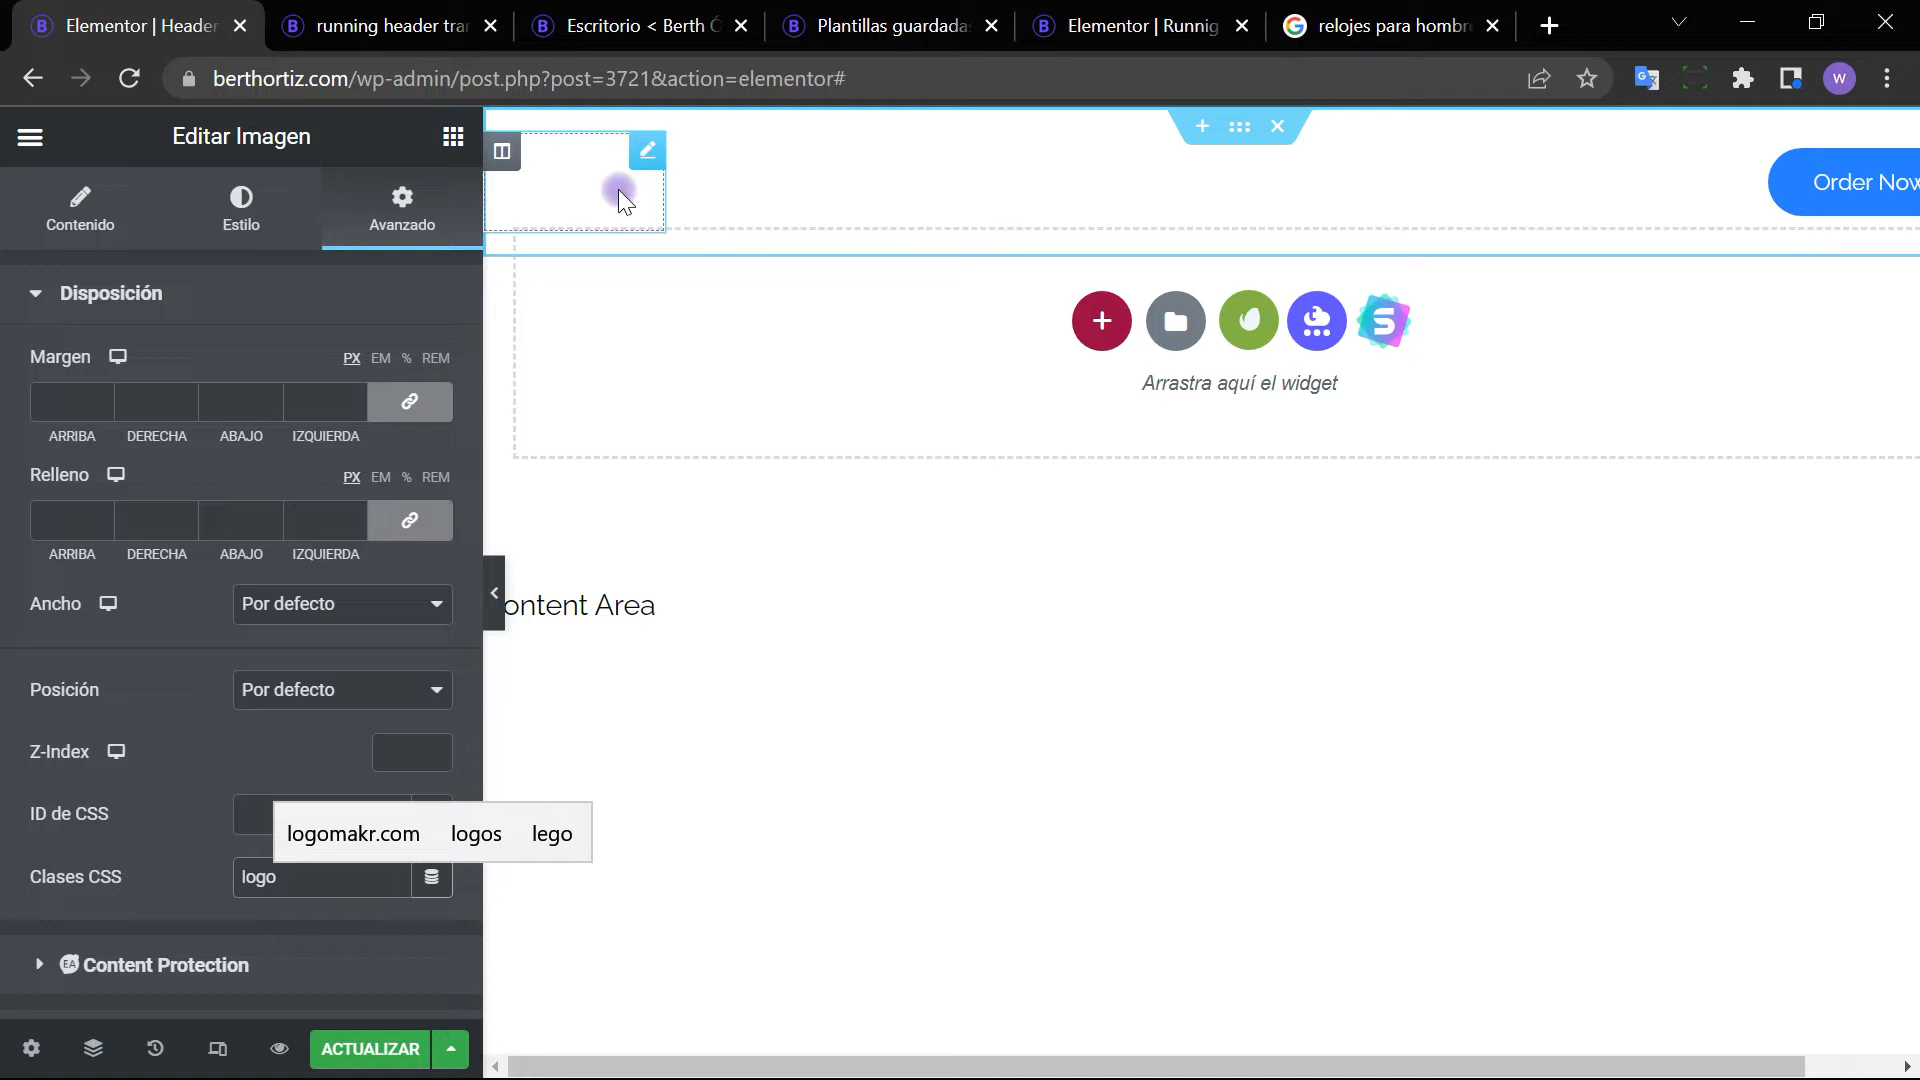 Elementor | Header
running header tra
Escritorio < Berth
Plantillas guardada
Elementor | Runnig
relojes para hombr
berthortiz.com/wp-admin/post.php?post=3721&action=elementor#
W
Editar Imagen
Contenido
Estilo
Avanzado
Order Now
Disposición
Margen
PX EM % REM
ARRIBA DERECHA ABAJO IZQUIERDA
Relleno
PX EM % REM
ARRIBA DERECHA ABAJO IZQUIERDA
Arrastra aquí el widget
Ancho
Por defecto
ontent Area
Posición
Por defecto
Z-Index
ID de CSS
logomakr.com logos lego
Clases CSS
logo
EA Content Protection
ACTUALIZAR